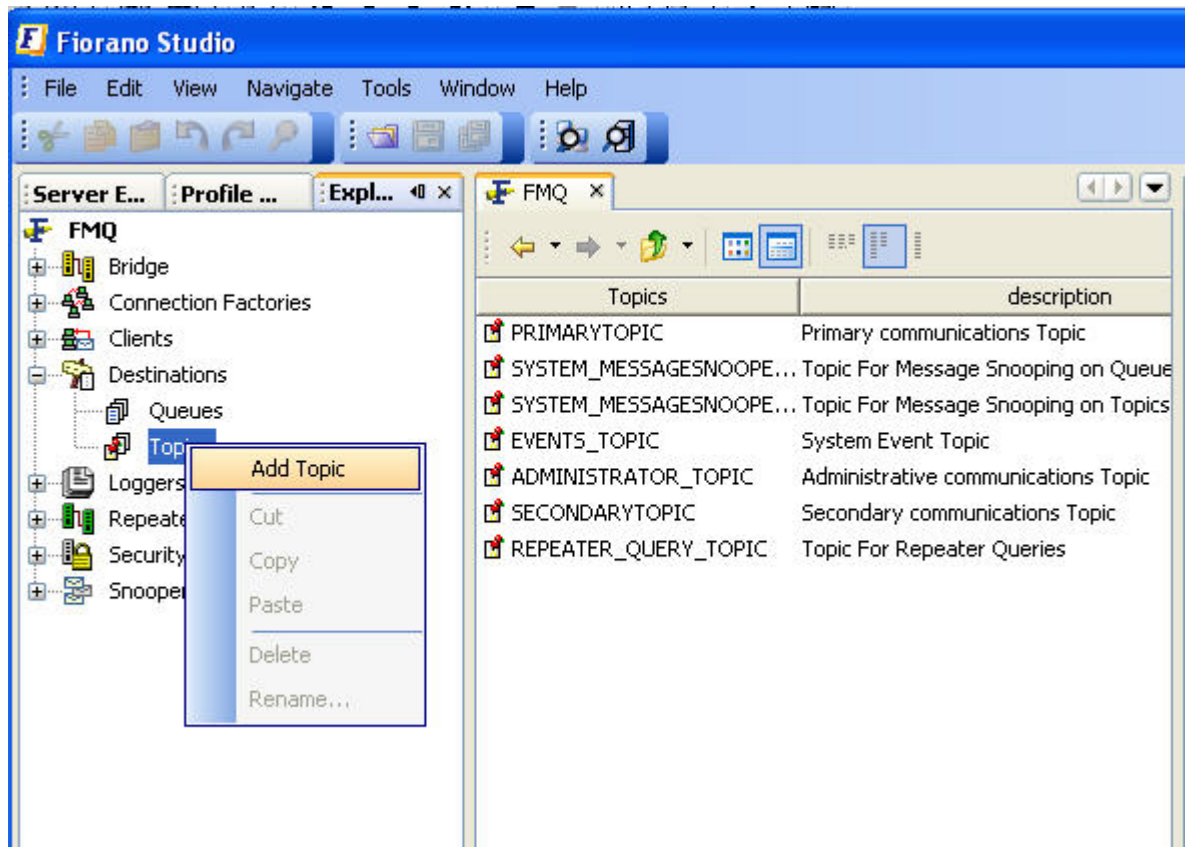 Fiorano Studio
File Edit View Navigate Tools Window Help
Server E... Profile ... Expl...
FMQ
Bridge
Connection Factories
Clients
Destinations
Queues
Top
Loggers
Repeate
Security
Snooper
Add Topic
Cut
Copy
Paste
Delete
Rename...
FMQ
Topics description
PRIMARYTOPIC Primary communications Topic
SYSTEM_MESSAGESNOOPE... Topic For Message Snooping on Queue
SYSTEM_MESSAGESNOOPE... Topic For Message Snooping on Topics
EVENTS_TOPIC System Event Topic
ADMINISTRATOR_TOPIC Administrative communications Topic
SECONDARYTOPIC Secondary communications Topic
REPEATER_QUERY_TOPIC Topic For Repeater Queries